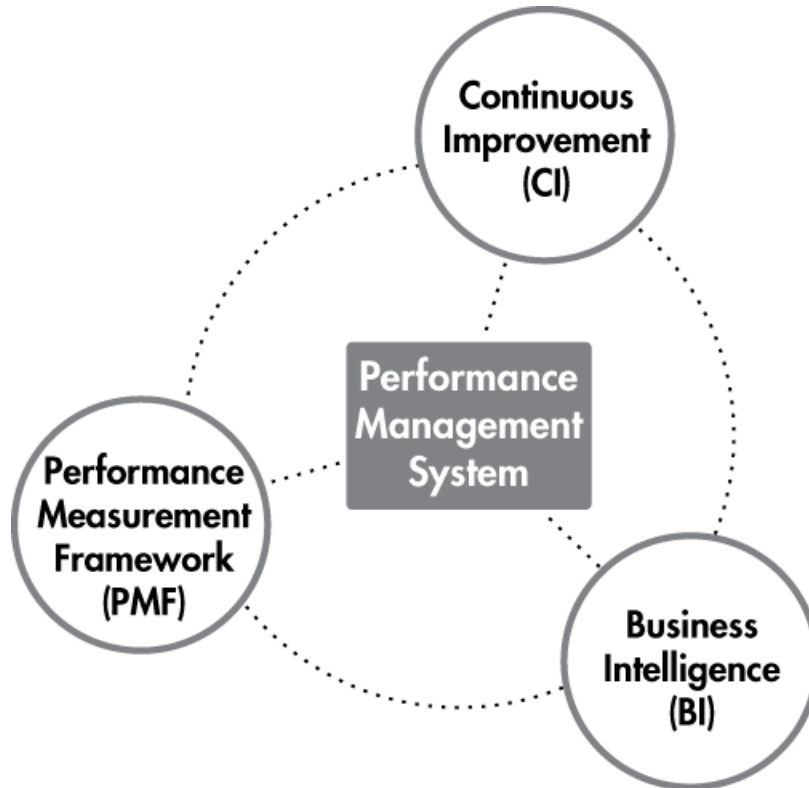 Continuous
Improvement
(CI)
Performance
Management
System
Performance
Measurement
Framework
(PMF)
Business
Intelligence
(BI)